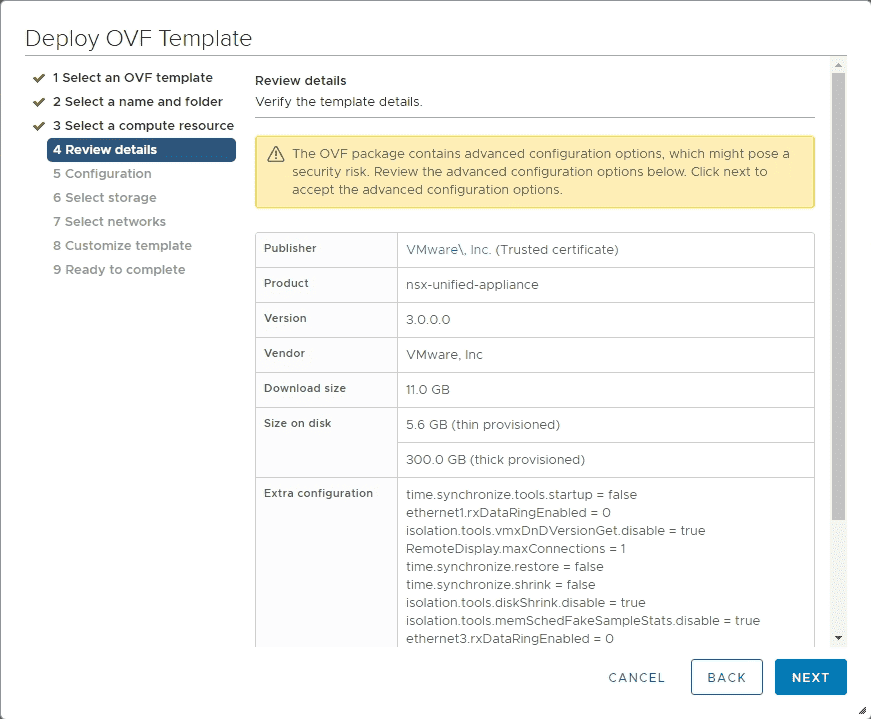 Deploy OVF Template
1 Select an OVF template
2 Select a name and folder
3 Select a compute resource
4 Review details
5 Configuration
6 Select storage
7 Select networks
8 Customize template
9 Ready to complete
Review details
Verify the template details.
The OVF package contains advanced configuration options, which might pose a
security risk. Review the advanced configuration options below. Click next to
accept the advanced configuration options.
Publisher VMware\, Inc. (Trusted certificate)
Product nsx-unified-appliance
Version 3.0.0.0
Vendor VMware, Inc
Download size 11.0 GB
Size on disk 5.6 GB (thin provisioned)
300.0 GB (thick provisioned)
Extra configuration time.synchronize.tools.startup = false
ethernet1.rxDataRingEnabled = 0
isolation.tools.vmxDnDVersionGet.disable = true
RemoteDisplay.maxConnections = 1
time.synchronize.restore = false
time.synchronize.shrink = false
isolation.tools.diskShrink.disable = true
isolation.tools.memSchedFakeSampleStats.disable = true
ethernet3.rxDataRingEnabled = 0
CANCEL BACK NEXT